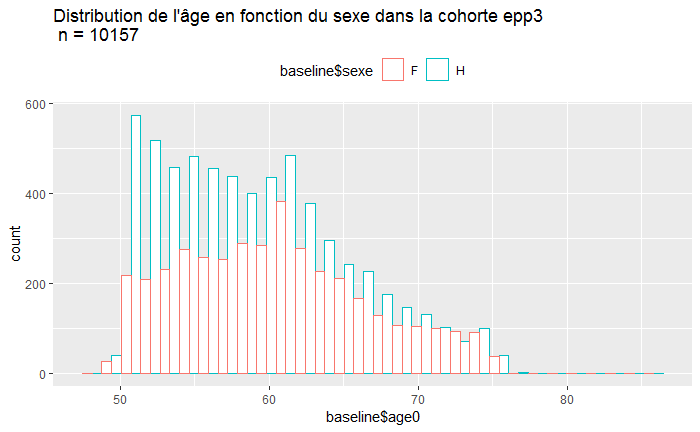 Distribution de l'âge en fonction du sexe dans la cohorte epp3
n = 10157
baseline$sexe F H
600
400
200
0
count
50 60 70 80
baseline$age0